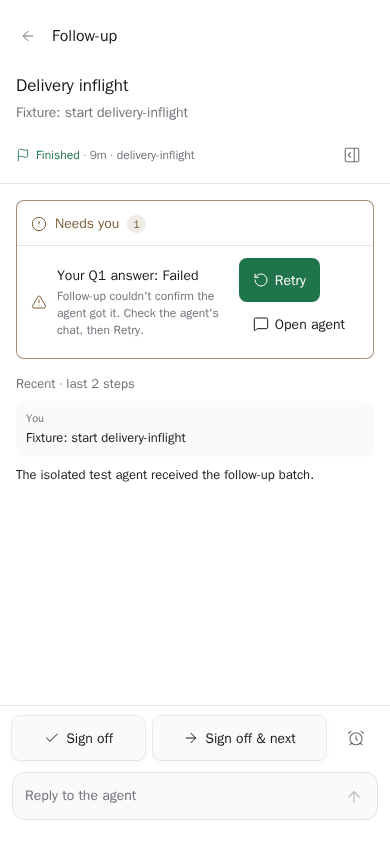 Follow-up
Delivery inflight
Fixture: start delivery-inflight
Finished · 9m · delivery-inflight
Needs you 1
Your Q1 answer: Failed
Follow-up couldn't confirm the
agent got it. Check the agent's
chat, then Retry.
Retry
Open agent
Recent · last 2 steps
You
Fixture: start delivery-inflight
The isolated test agent received the follow-up batch.
Sign off
Sign off & next
Reply to the agent